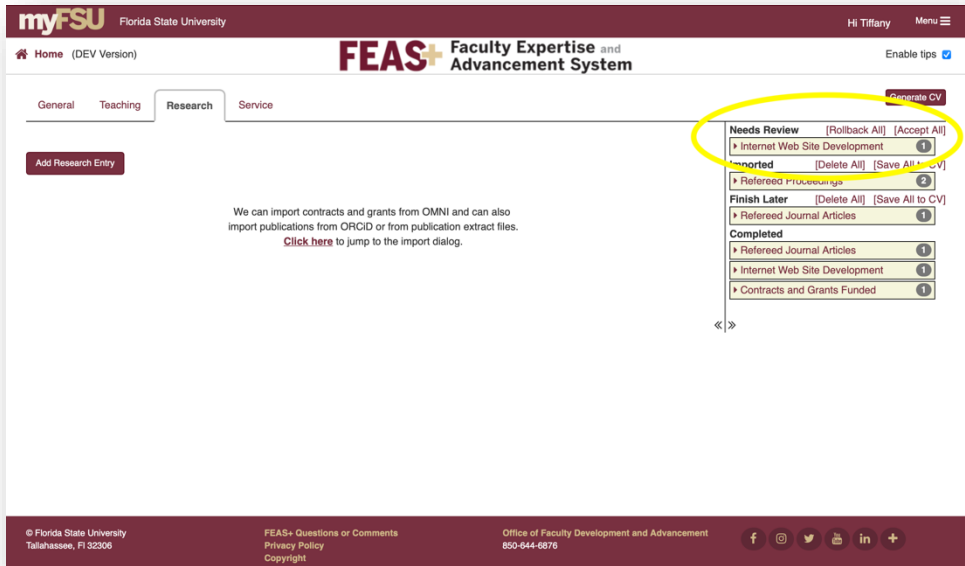 myFSU Florida State University Hi Tiffany Menu
Home (DEV Version) FEAS+ Faculty Expertise and Advancement System Enable tips
General Teaching Research Service Generate CV
Needs Review [Rollback All] [Accept All]
Internet Web Site Development 1
Add Research Entry
Imported [Delete All] [Save All to CV]
Refereed Proceedings 2
Finish Later [Delete All] [Save All to CV]
Refereed Journal Articles 1
We can import contracts and grants from OMNI and can also
import publications from ORCiD or from publication extract files.
Click here to jump to the import dialog.
Completed
Refereed Journal Articles 1
Internet Web Site Development 1
Contracts and Grants Funded 1
© Florida State University
Tallahassee, Fl 32306
FEAS+ Questions or Comments
Privacy Policy
Copyright
Office of Faculty Development and Advancement
850-644-6876